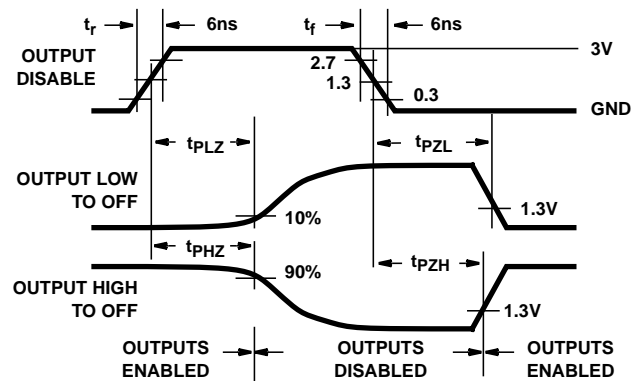 tr
6ns
tf
6ns
OUTPUT
DISABLE
2.7
1.3
0.3
3V
GND
tPLZ
tPZL
OUTPUT LOW
TO OFF
10%
1.3V
tPHZ
tPZH
OUTPUT HIGH
TO OFF
90%
1.3V
OUTPUTS
ENABLED
OUTPUTS
DISABLED
OUTPUTS
ENABLED